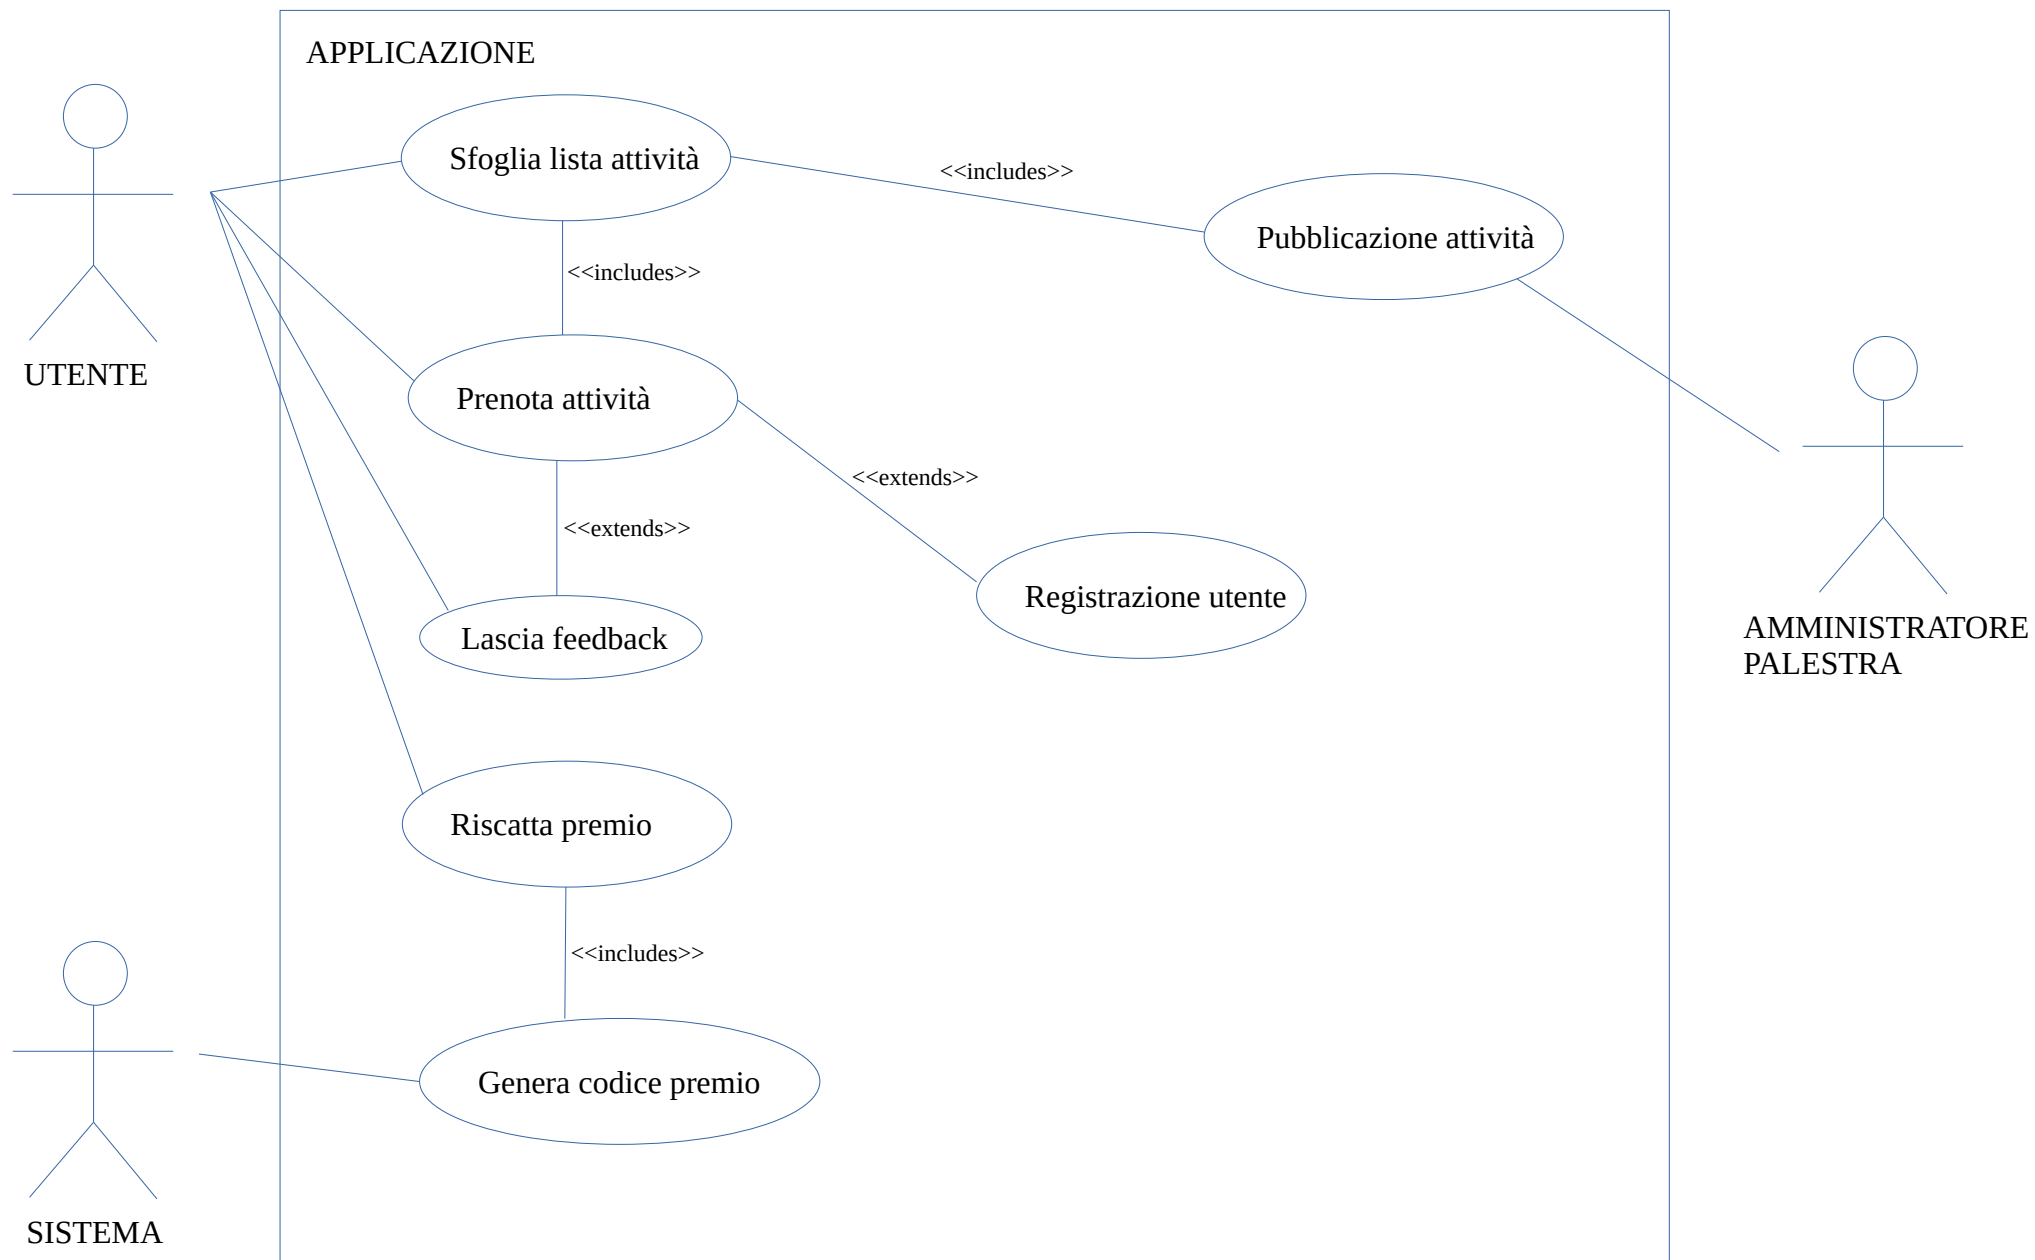 APPLICAZIONE
Sfoglia lista attività
<<includes>>
Pubblicazione attività
<<includes>>
UTENTE
Prenota attività
<<extends>>
<<extends>>
Registrazione utente
Lascia feedback
AMMINISTRATORE
PALESTRA
Riscatta premio
<<includes>>
Genera codice premio
SISTEMA